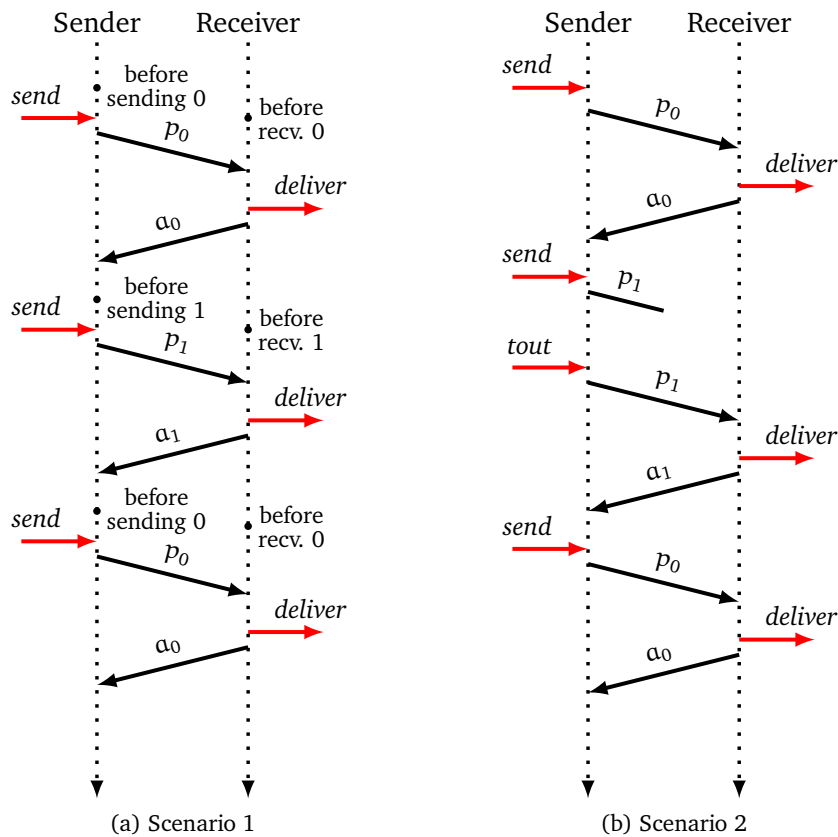 Sender Receiver
before
sending 0
send
before
recv. 0
p0
deliver
a0
before
sending 1
send
before
recv. 1
p1
deliver
a1
before
sending 0
send
before
recv. 0
p0
deliver
a0
(a) Scenario 1
Sender Receiver
send
p0
deliver
a0
send
p1
tout
p1
deliver
a1
send
p0
deliver
a0
(b) Scenario 2